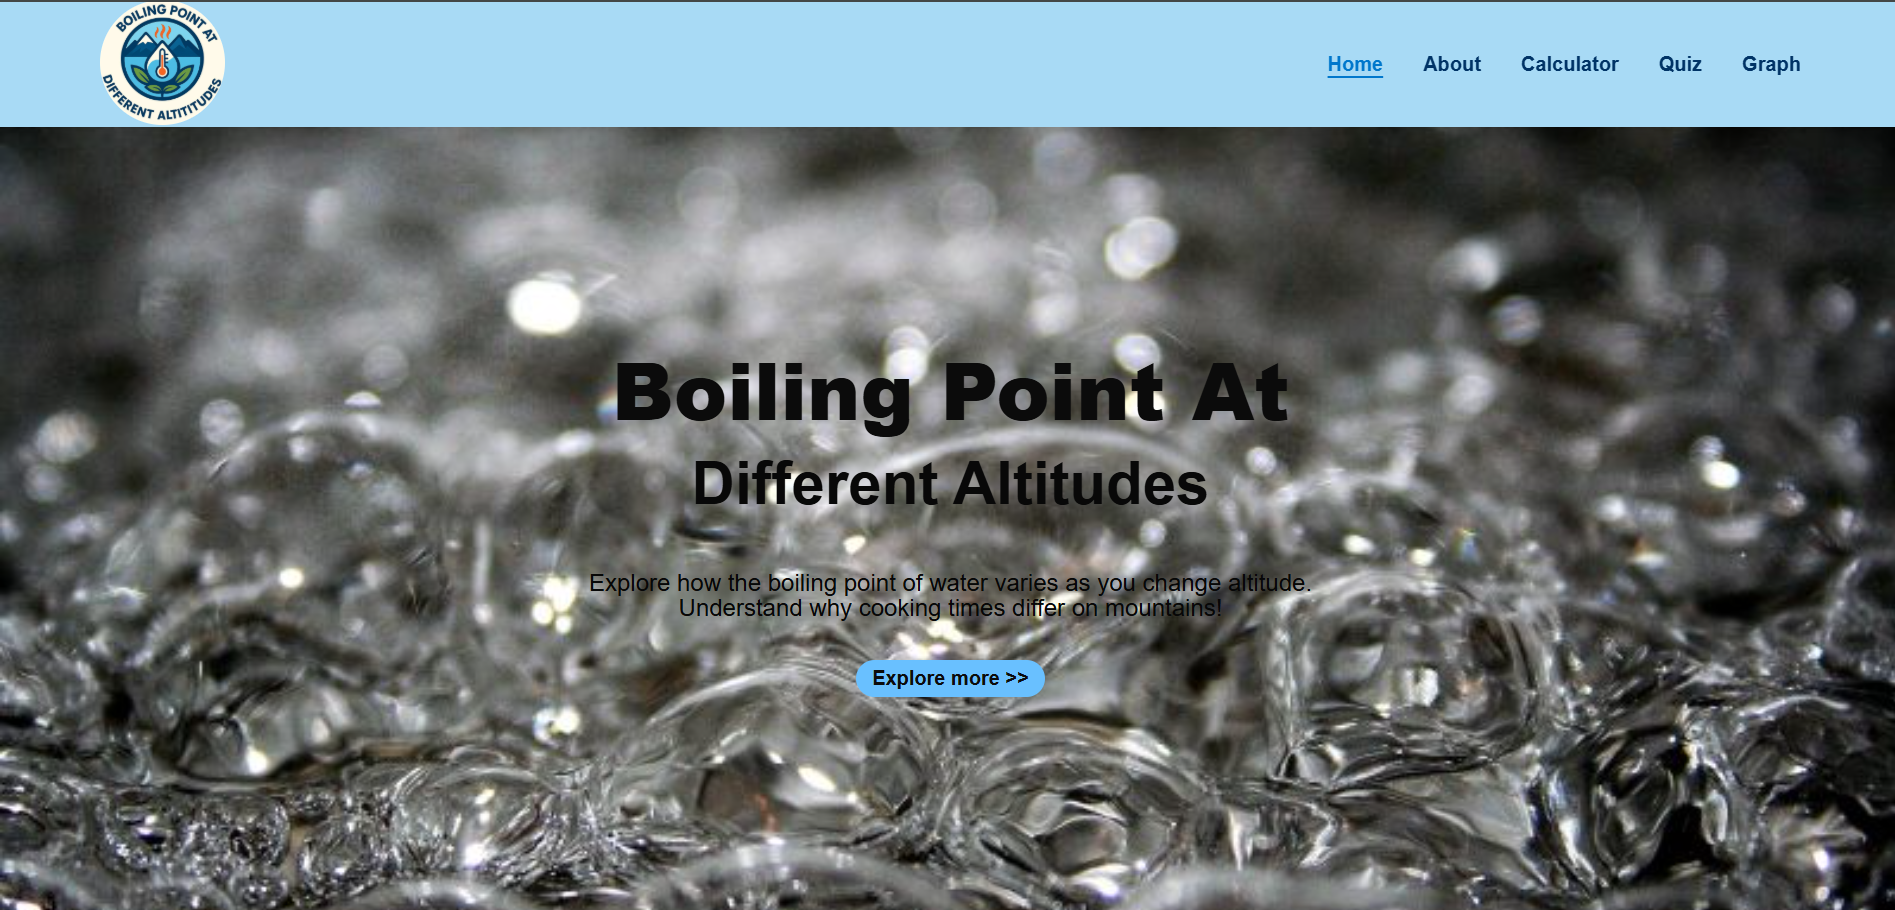 BOILING POINT AT
DIFFERENT ALTITITUDES
Home About Calculator Quiz Graph
Boiling Point At
Different Altitudes
Explore how the boiling point of water varies as you change altitude.
Understand why cooking times differ on mountains!
Explore more >>